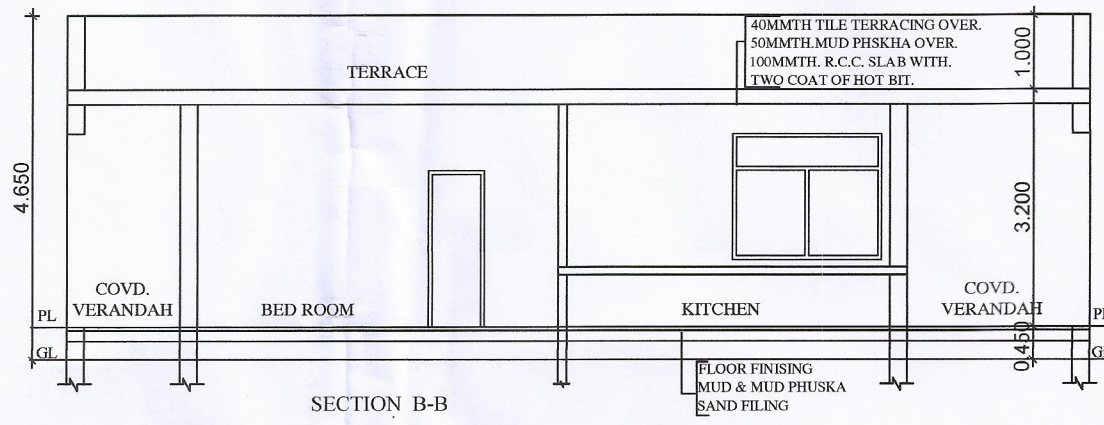 40MMTH TILE TERRACING OVER.
50MMTH.MUD PHSKHA OVER.
100MMTH. R.C.C. SLAB WITH.
TWO COAT OF HOT BIT.
1.000
TERRACE
4.650
3.200
COVD.
VERANDAH
BED ROOM
KITCHEN
COVD.
VERANDAH
PL
GL
0.450
FLOOR FINISING
MUD & MUD PHUSKA
SAND FILING
SECTION B-B